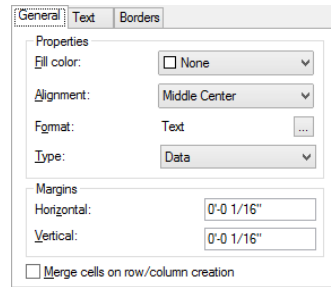 General Text Borders
Properties
Fill color: None
Alignment: Middle Center
Format: Text ...
Type: Data
Margins
Horizontal: 0'-0 1/16"
Vertical: 0'-0 1/16"
Merge cells on row/column creation